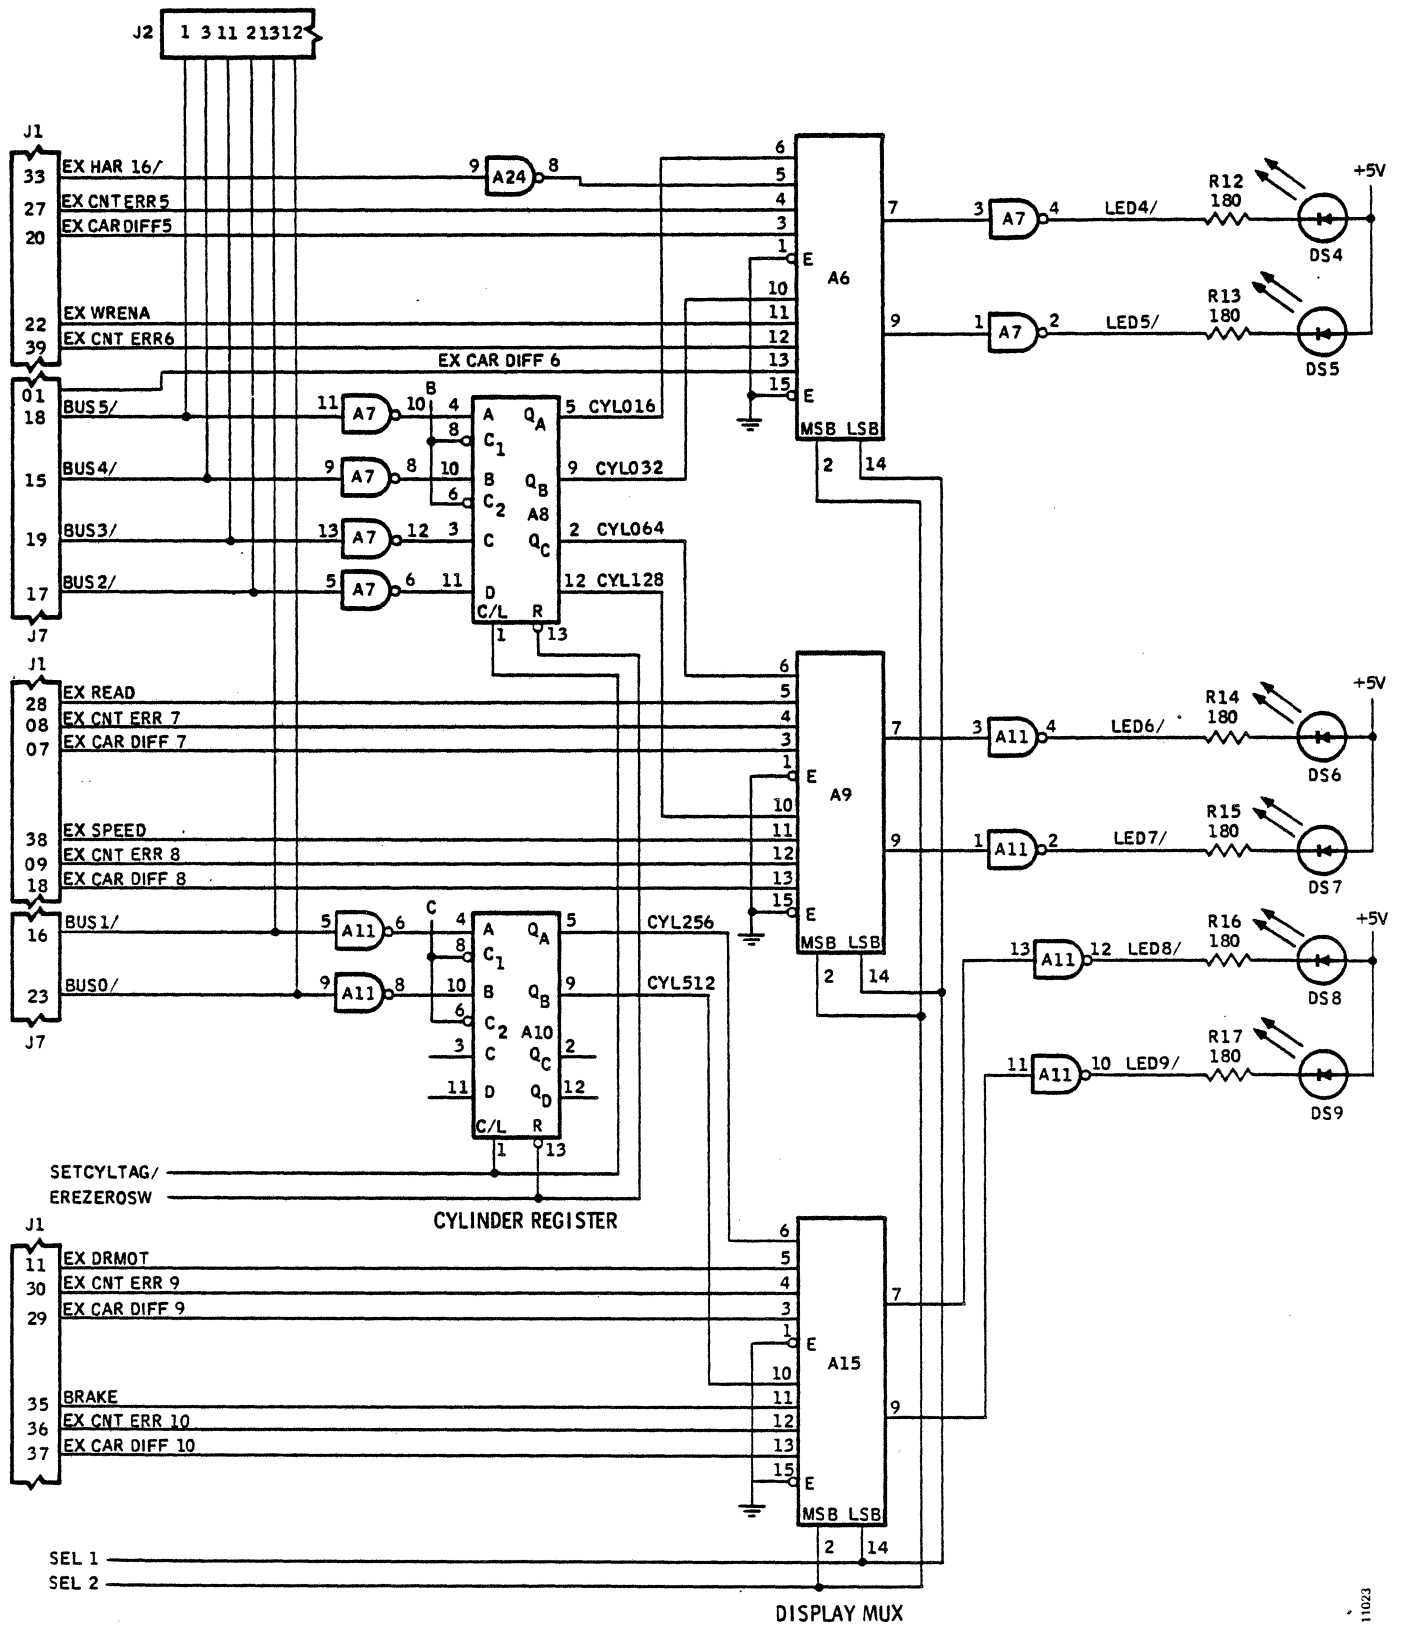 J2 1 3 11 2 13 12
J1
33 EX HAR 16/ 9 A24 8
27 EX CNT ERR5
20 EX CAR DIFF5
22 EX WRENA
39 EX CNT ERR6
EX CAR DIFF 6
01
18 BUS5/ 11 A7 10
15 BUS4/ 9 A7 8
19 BUS3/ 13 A7 12
17 BUS2/ 5 A7 6
J7
B
4 A QA 5 CYL016
8 C1
10 B QB 9 CYL032
6 C2 A8
3 C QC 2 CYL064
11 D 12 CYL128
C/L R
1 13
6
5
4
3
1 E
A6
10
11
12
13
15 E
MSB LSB
2 14
7 3 A7 4 LED4/ R12 180 DS4 +5V
9 1 A7 2 LED5/ R13 180 DS5
J1
28 EX READ
08 EX CNT ERR 7
07 EX CAR DIFF 7
38 EX SPEED
09 EX CNT ERR 8
18 EX CAR DIFF 8
16 BUS1/ 5 A11 6
23 BUS0/ 9 A11 8
J7
C
4 A QA 5 CYL256
8 C1
10 B QB 9 CYL512
6 C2 A10
3 C QC 2
11 D QD 12
C/L R
1 13
6
5
4
3
1 E
A9
10
11
12
13
15 E
MSB LSB
2 14
7 3 A11 4 LED6/ R14 180 DS6 +5V
9 1 A11 2 LED7/ R15 180 DS7
13 A11 12 LED8/ R16 180 DS8 +5V
11 A11 10 LED9/ R17 180 DS9
SETCYLTAG/
EREZEROSW
CYLINDER REGISTER
J1
11 EX DRMOT
30 EX CNT ERR 9
29 EX CAR DIFF 9
35 BRAKE
36 EX CNT ERR 10
37 EX CAR DIFF 10
6
5
4
3
1 E
A15
10
11
12
13
15 E
MSB LSB
2 14
7
9
SEL 1
SEL 2
DISPLAY MUX
11023